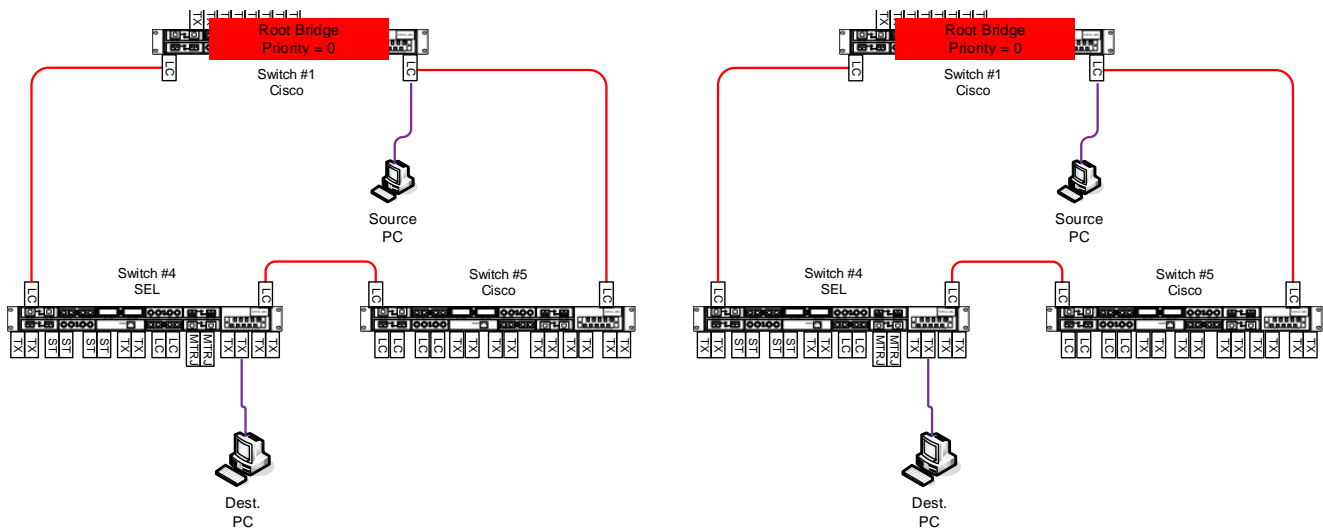 TX
Root Bridge
Priority = 0
LC
LC
Switch #1
Cisco
Source
PC
Switch #4
SEL
Switch #5
Cisco
LC
LC
LC
LC
TX
TX
ST
ST
ST
TX
TX
LC
LC
MTRJ
MTRJ
TX
TX
TX
TX
LC
LC
LC
LC
TX
TX
TX
TX
TX
TX
Dest.
PC
TX
Root Bridge
Priority = 0
LC
LC
Switch #1
Cisco
Source
PC
Switch #4
SEL
Switch #5
Cisco
LC
LC
LC
LC
TX
TX
ST
ST
ST
TX
TX
LC
LC
MTRJ
MTRJ
TX
TX
TX
TX
LC
LC
LC
LC
TX
TX
TX
TX
TX
TX
Dest.
PC